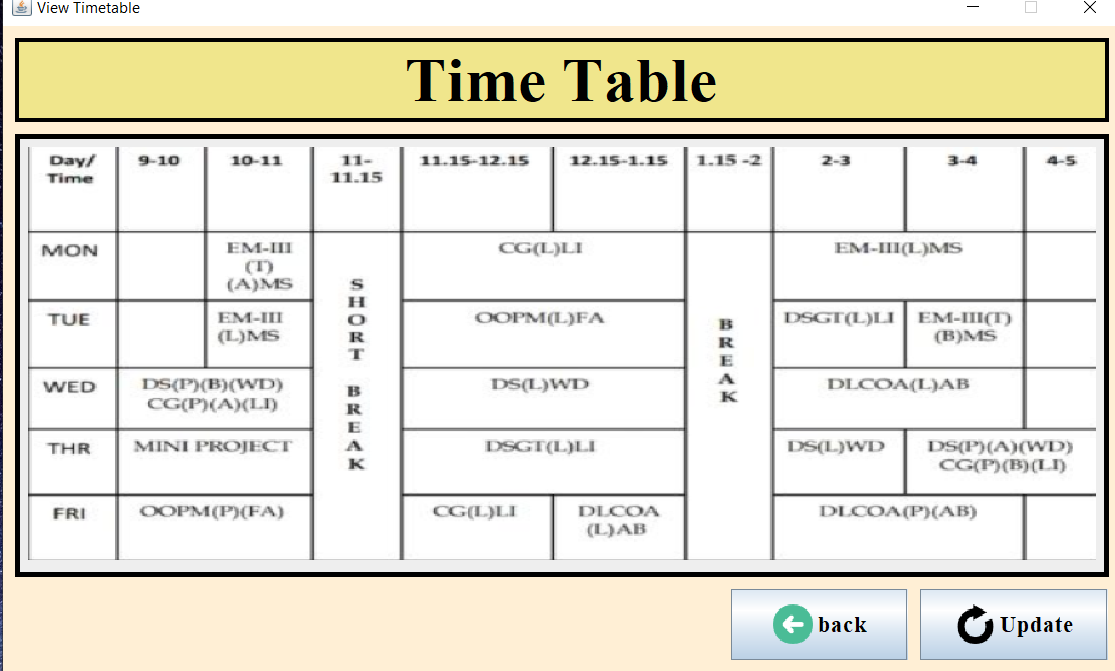 View Timetable
Time Table
Day/ 9-10 10-11 11- 11.15-12.15 12.15-1.15 1.15 -2 2-3 3-4 4-5
Time 11.15
MON EM-III CG(L)LI EM-III(L)MS
(T)
(A)MS
SHORT BREAK
BREAK
TUE EM-III OOPM(L)FA DSGT(L)LI EM-III(T)
(L)MS (B)MS
WED DS(P)(B)(WD) DS(L)WD DLCOA(L)AB
CG(P)(A)(LI)
THR MINI PROJECT DSGT(L)LI DS(L)WD DS(P)(A)(WD)
CG(P)(B)(LI)
FRI OOPM(P)(FA) CG(L)LI DLCOA DLCOA(P)(AB)
(L)AB
back Update